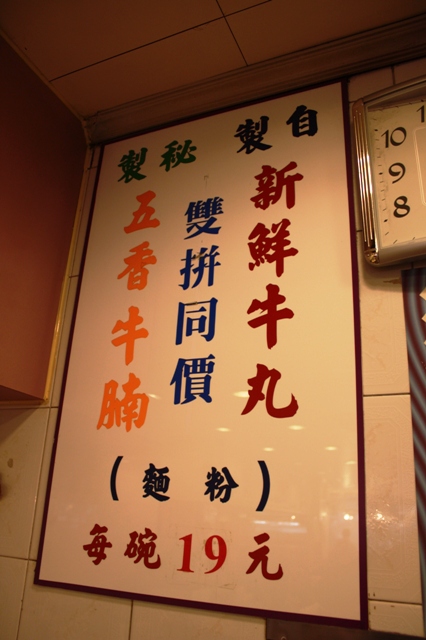 自製
新鮮牛丸
雙拼同價
秘製
五香牛腩
(麵 粉)
每碗19元
10
9
8